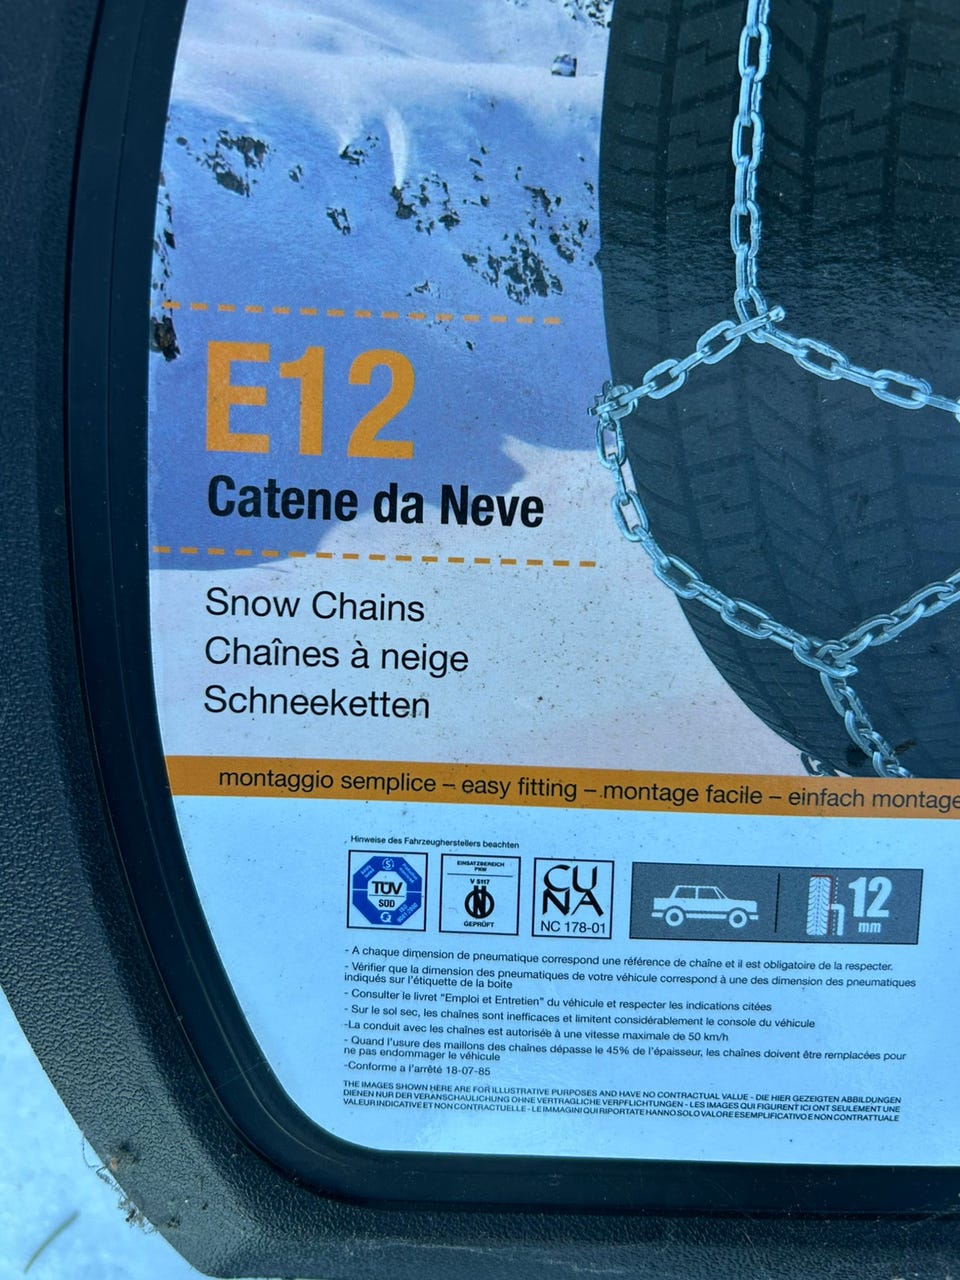 E12
Catene da Neve
Snow Chains
Chaînes à neige
Schneeketten
montaggio semplice – easy fitting – montage facile – einfach montage
Hinweise des Fahrzeugherstellers beachten
TÜV
SÜD
EINSATZBEREICH
PKW
V 5117
N
GEPRÜFT
CU
NA
NC 178-01
12
mm
- A chaque dimension de pneumatique correspond une référence de chaîne et il est obligatoire de la respecter.
- Vérifier que la dimension des pneumatiques de votre véhicule correspond à une des dimension des pneumatiques
indiqués sur l'étiquette de la boite
- Consulter le livret "Emploi et Entretien" du véhicule et respecter les indications citées
- Sur le sol sec, les chaînes sont inefficaces et limitent considérablement le console du véhicule
-La conduit avec les chaînes est autorisée à une vitesse maximale de 50 km/h
- Quand l'usure des maillons des chaînes dépasse le 45% de l'épaisseur, les chaînes doivent être remplacées pour
ne pas endommager le véhicule
-Conforme a l'arrêté 18-07-85
THE IMAGES SHOWN HERE ARE FOR ILLUSTRATIVE PURPOSES AND HAVE NO CONTRACTUAL VALUE - DIE HIER GEZEIGTEN ABBILDUNGEN
DIENEN NUR DER VERANSCHAULICHUNG OHNE VERTRAGLICHE VERPFLICHTUNGEN - LES IMAGES QUI FIGURENT ICI ONT SEULEMENT UNE
VALEUR INDICATIVE ET NON CONTRACTUELLE - LE IMMAGINI QUI RIPORTATE HANNO SOLO VALORE ESEMPLIFICATIVO E NON CONTRATTUALE